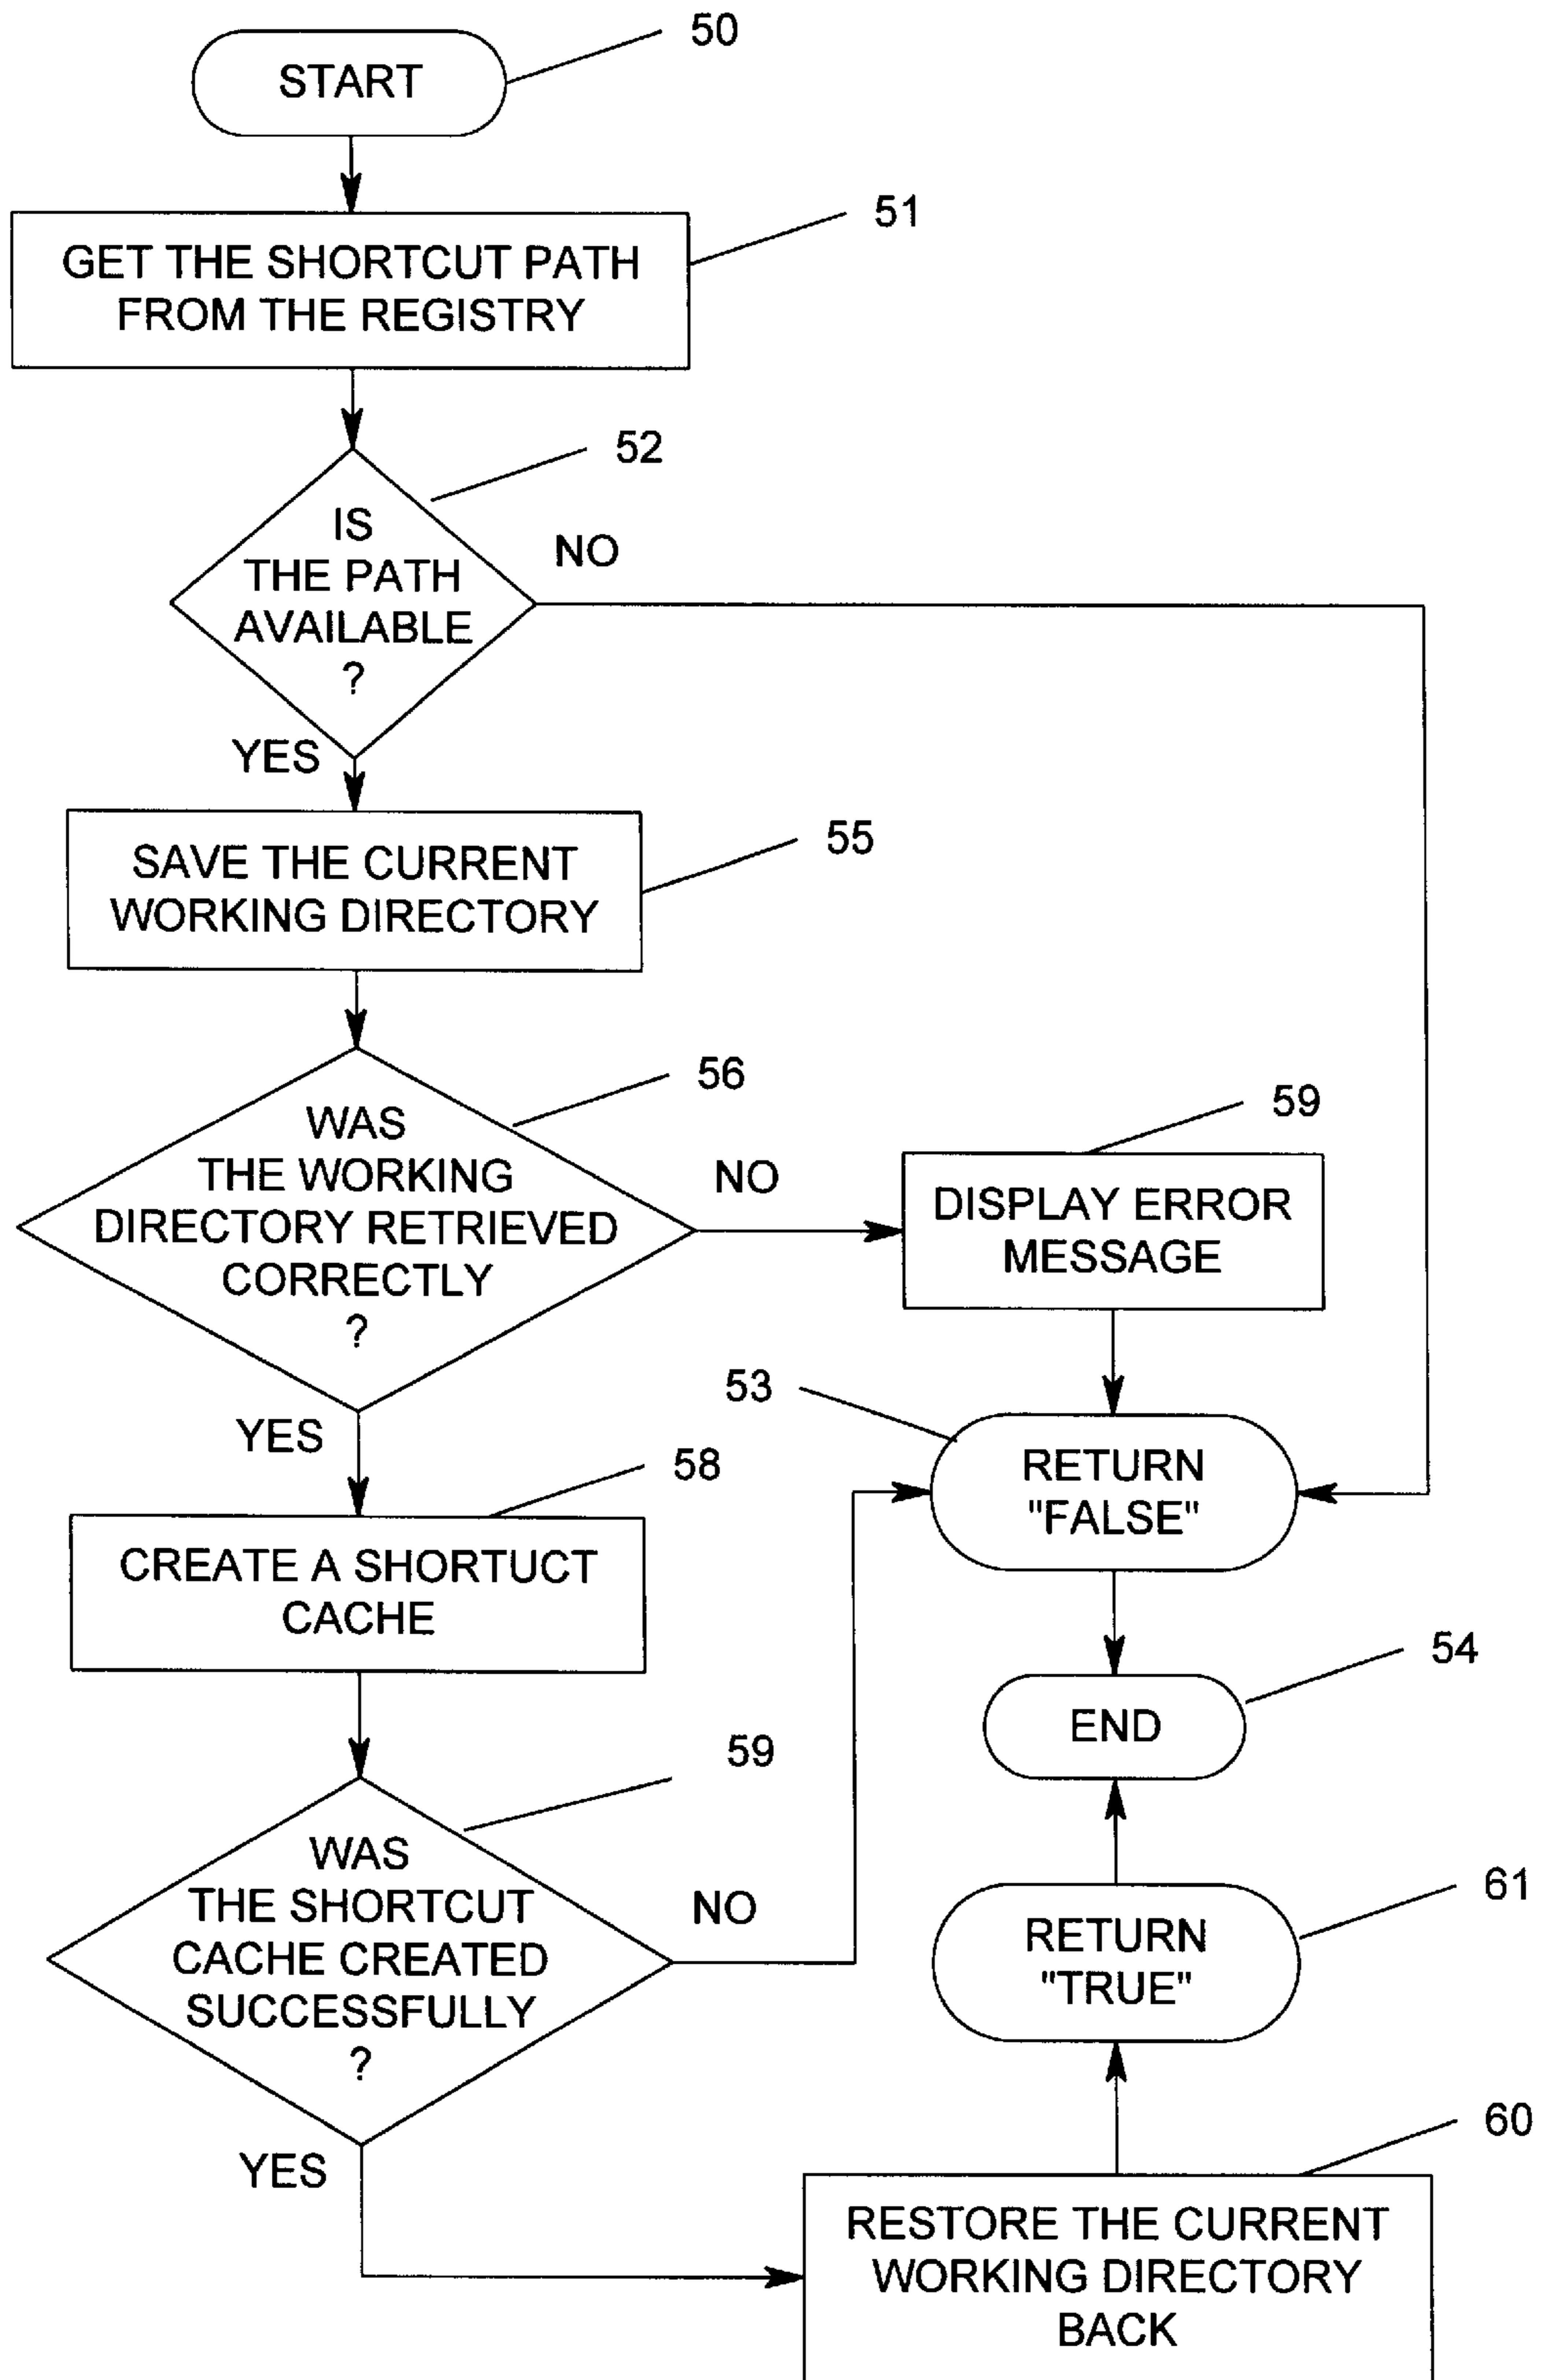 50
START
51
GET THE SHORTCUT PATH
FROM THE REGISTRY
52
IS
THE PATH
AVAILABLE
?
NO
YES
55
SAVE THE CURRENT
WORKING DIRECTORY
56
WAS
THE WORKING
DIRECTORY RETRIEVED
CORRECTLY
?
NO
59
DISPLAY ERROR
MESSAGE
YES
53
RETURN
"FALSE"
58
CREATE A SHORTUCT
CACHE
54
END
59
WAS
THE SHORTCUT
CACHE CREATED
SUCCESSFULLY
?
NO
61
RETURN
"TRUE"
YES
60
RESTORE THE CURRENT
WORKING DIRECTORY
BACK